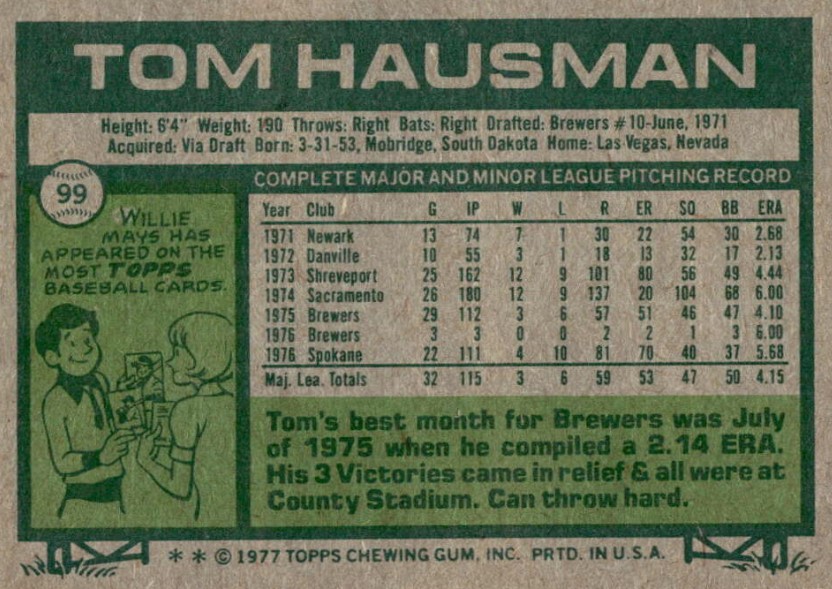 TOM HAUSMAN
Height: 6'4" Weight: 190 Throws: Right Bats: Right Drafted: Brewers #10-June, 1971
Acquired: Via Draft Born: 3-31-53, Mobridge, South Dakota Home: Las Vegas, Nevada
99
WILLIE
MAYS HAS
APPEARED ON THE
MOST TOPPS
BASEBALL CARDS.
COMPLETE MAJOR AND MINOR LEAGUE PITCHING RECORD
Year Club G IP W L R ER SO BB ERA
1971 Newark 13 74 7 1 30 22 54 30 2.68
1972 Danville 10 55 3 1 18 13 32 17 2.13
1973 Shreveport 25 162 12 9 101 80 56 49 4.44
1974 Sacramento 26 180 12 9 137 20 104 68 6.00
1975 Brewers 29 112 3 6 57 51 46 47 4.10
1976 Brewers 3 3 0 0 2 2 1 3 6.00
1976 Spokane 22 111 4 10 81 70 40 37 5.68
Maj. Lea. Totals 32 115 3 6 59 53 47 50 4.15
Tom's best month for Brewers was July
of 1975 when he compiled a 2.14 ERA.
His 3 Victories came in relief & all were at
County Stadium. Can throw hard.
* * © 1977 TOPPS CHEWING GUM, INC. PRTD. IN U.S.A.